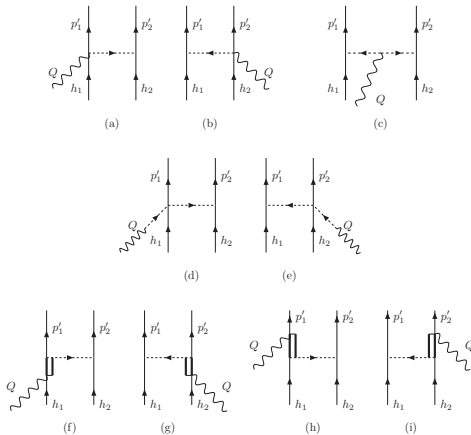 p′₁ p′₂ p′₁ p′₂ p′₁ p′₂
Q h₁ h₂ h₁ h₂ Q h₁ Q h₂
(a) (b) (c)
p′₁ p′₂ p′₁ p′₂
Q h₁ h₂ h₁ Q h₂
(d) (e)
p′₁ p′₂ p′₁ p′₂ p′₁ p′₂ p′₁ p′₂
Q h₁ h₂ h₁ h₂ Q Q h₁ h₂ h₁ h₂ Q
(f) (g) (h) (i)